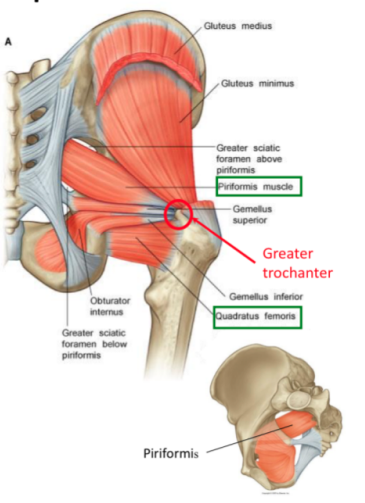 A
Gluteus medius
Gluteus minimus
Greater sciatic
foramen above
piriformis
Piriformis muscle
Gemellus
superior
Greater
trochanter
Gemellus inferior
Obturator
internus
Quadratus femoris
Greater sciatic
foramen below
piriformis
Piriformis